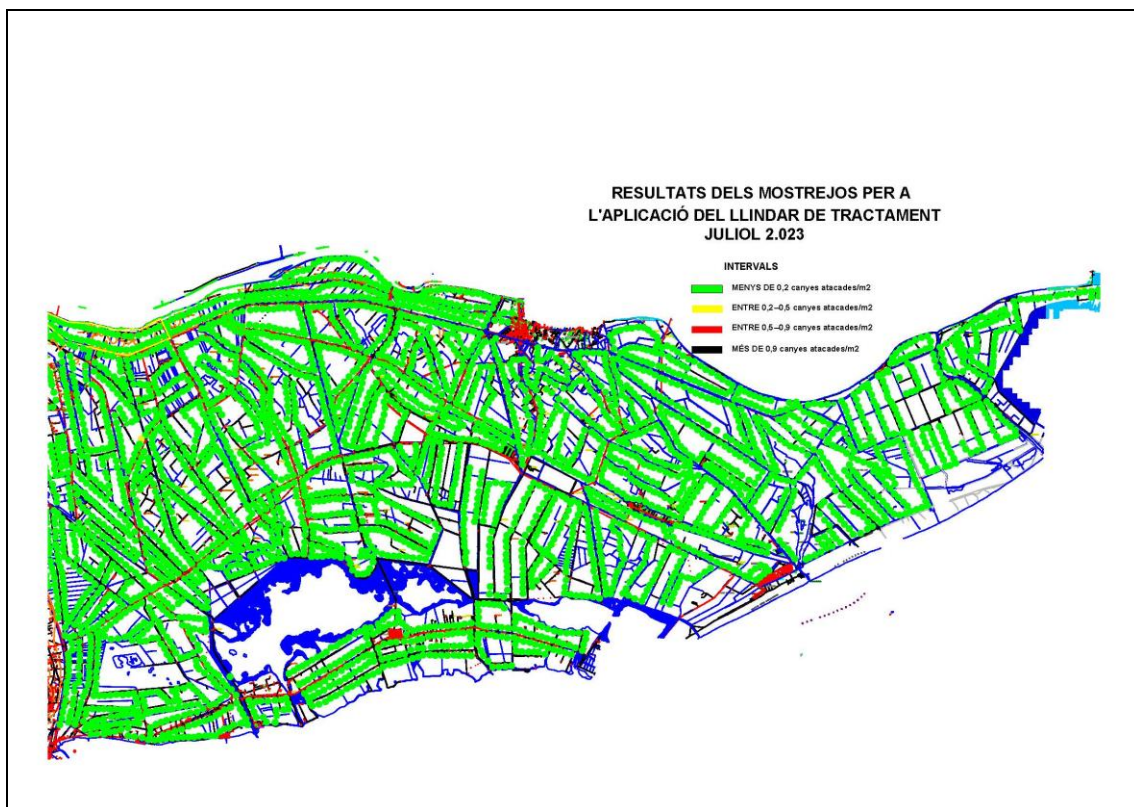 RESULTATS DELS MOSTREJOS PER A
L'APLICACIÓ DEL LLINDAR DE TRACTAMENT
JULIOL 2.023
INTERVALS
MENYS DE 0,2 canyes atacades/m2
ENTRE 0,2–0,5 canyes atacades/m2
ENTRE 0,5–0,9 canyes atacades/m2
MÉS DE 0,9 canyes atacades/m2